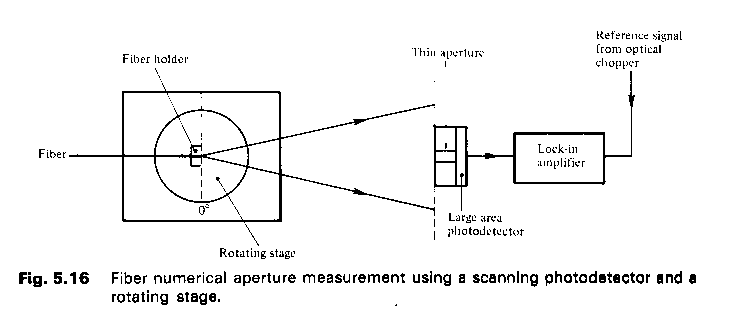 Reference signal
from optical
chopper
Thin aperture
Fiber holder
Fiber
Lock-in
amplifier
0°
Large area
photodetector
Rotating stage
Fig. 5.16 Fiber numerical aperture measurement using a scanning photodetector and a
rotating stage.